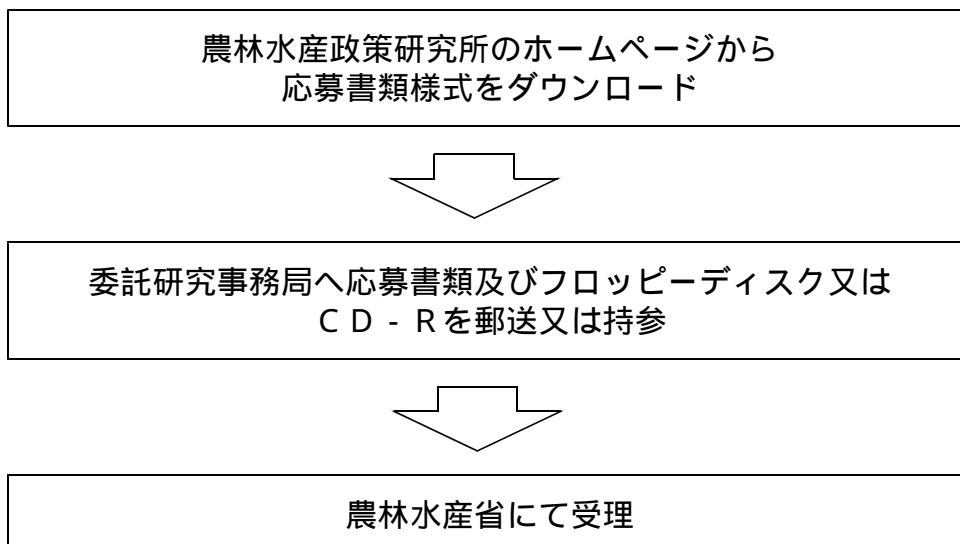 農林水産政策研究所のホームページから
応募書類様式をダウンロード
委託研究事務局へ応募書類及びフロッピーディスク又は
ＣＤ‐Ｒを郵送又は持参
農林水産省にて受理